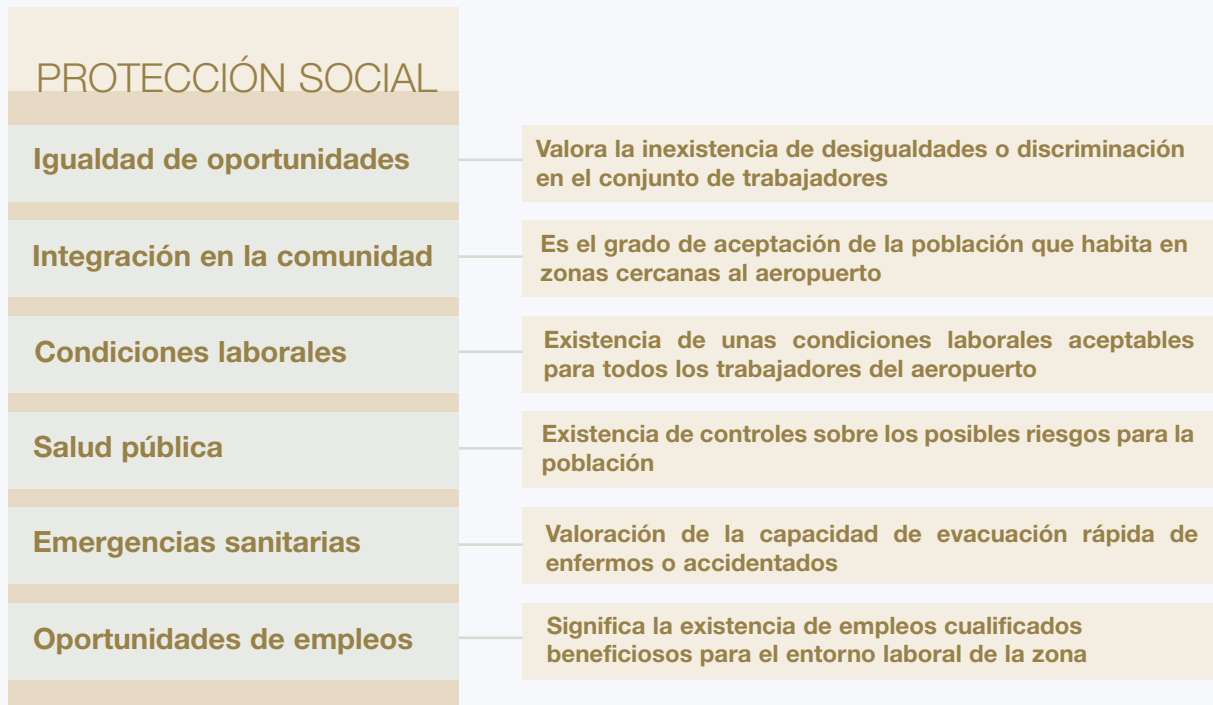 PROTECCIÓN SOCIAL
Igualdad de oportunidades
Valora la inexistencia de desigualdades o discriminación
en el conjunto de trabajadores
Integración en la comunidad
Es el grado de aceptación de la población que habita en
zonas cercanas al aeropuerto
Condiciones laborales
Existencia de unas condiciones laborales aceptables
para todos los trabajadores del aeropuerto
Salud pública
Existencia de controles sobre los posibles riesgos para la
población
Emergencias sanitarias
Valoración de la capacidad de evacuación rápida de
enfermos o accidentados
Oportunidades de empleos
Significa la existencia de empleos cualificados
beneficiosos para el entorno laboral de la zona